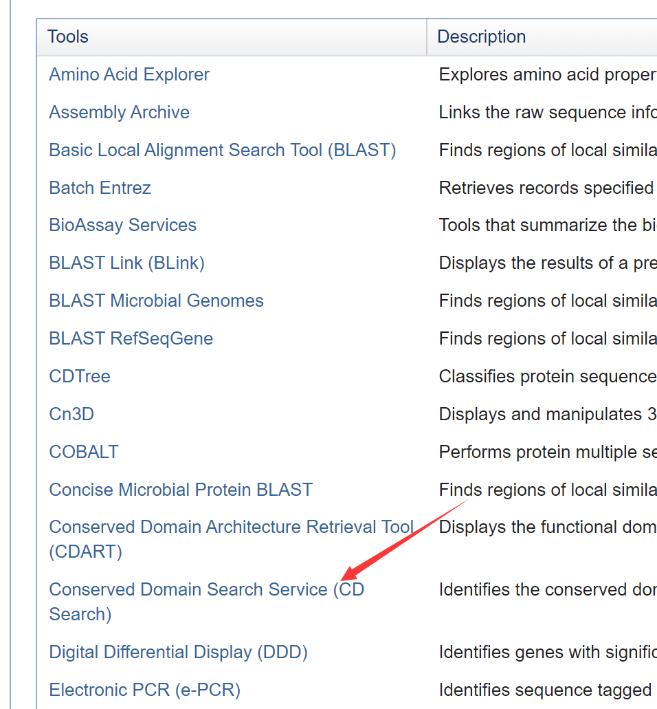 Tools Description
Amino Acid Explorer Explores amino acid proper
Assembly Archive Links the raw sequence info
Basic Local Alignment Search Tool (BLAST) Finds regions of local simila
Batch Entrez Retrieves records specified
BioAssay Services Tools that summarize the bi
BLAST Link (BLink) Displays the results of a pre
BLAST Microbial Genomes Finds regions of local simila
BLAST RefSeqGene Finds regions of local simila
CDTree Classifies protein sequence
Cn3D Displays and manipulates 3
COBALT Performs protein multiple se
Concise Microbial Protein BLAST Finds regions of local simila
Conserved Domain Architecture Retrieval Tool Displays the functional dom
(CDART)
Conserved Domain Search Service (CD Identifies the conserved dor
Search)
Digital Differential Display (DDD) Identifies genes with signific
Electronic PCR (e-PCR) Identifies sequence tagged